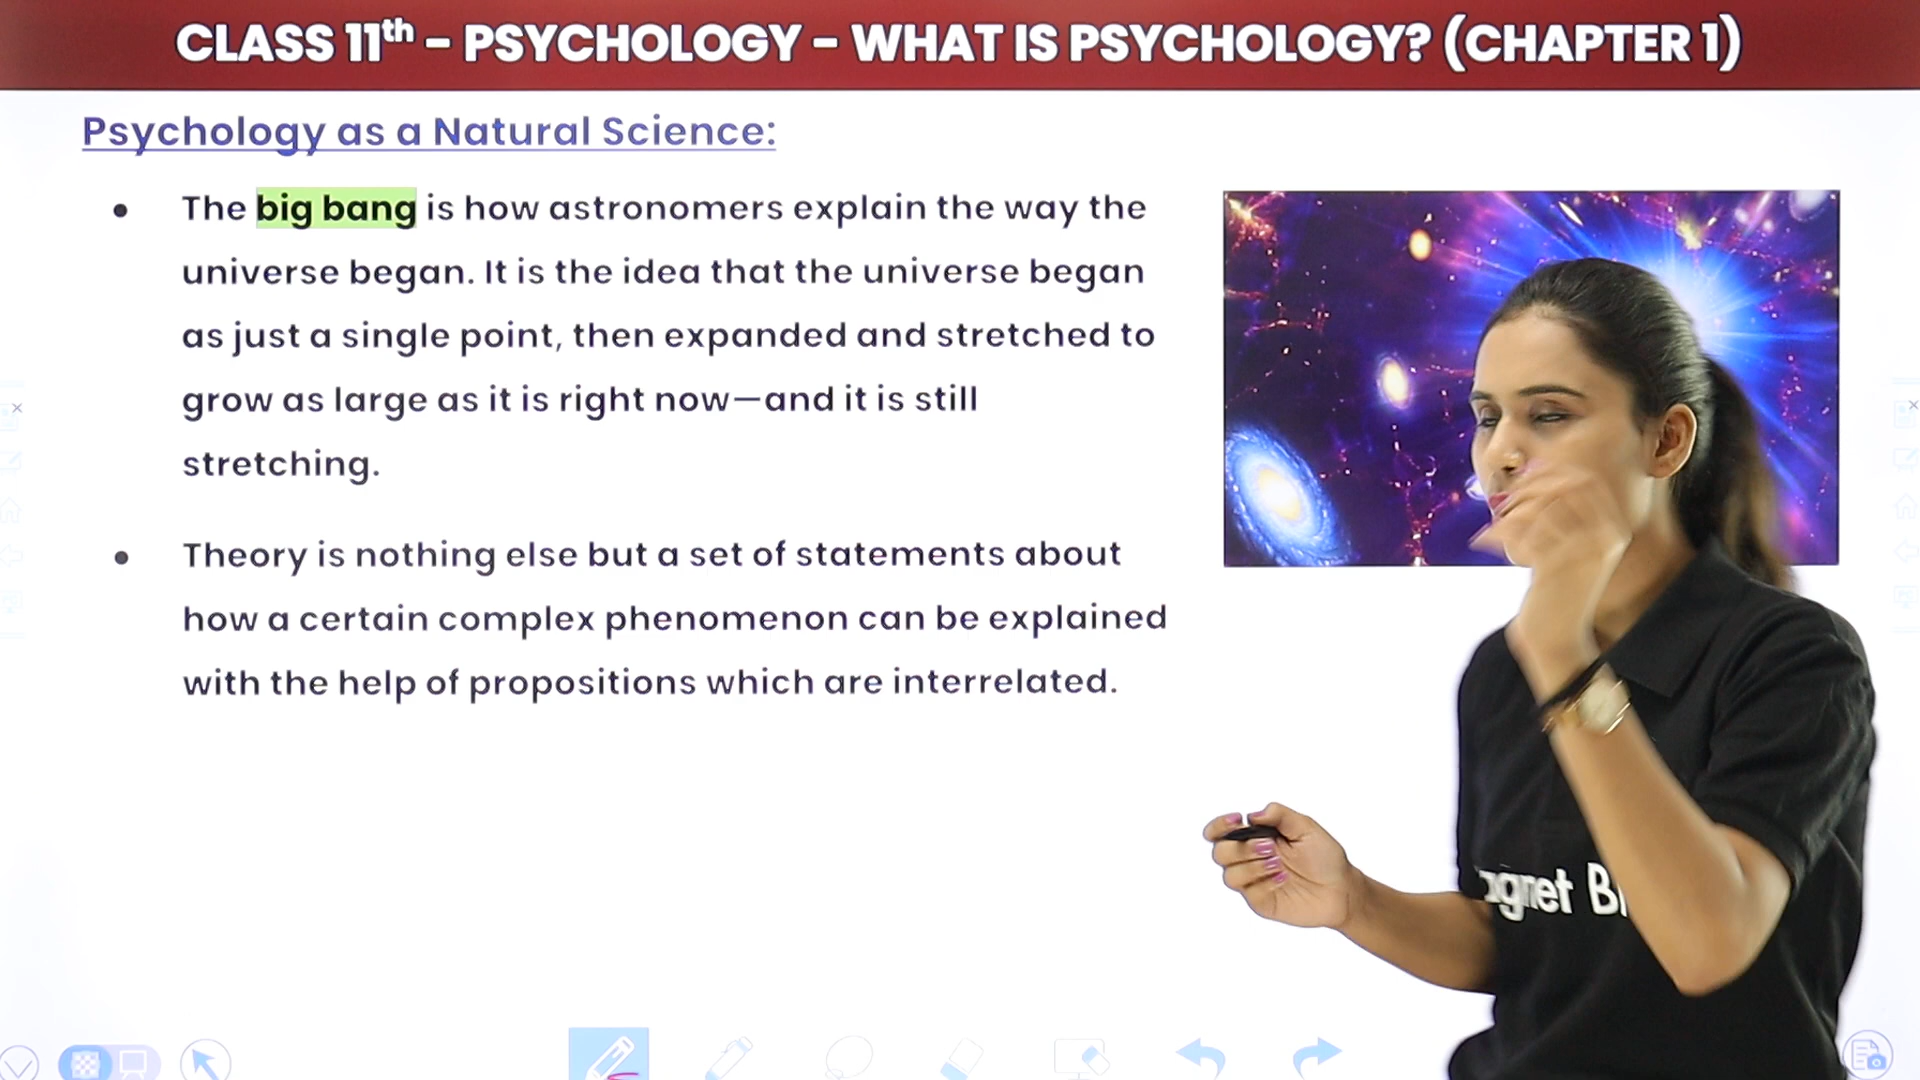 CLASS 11th – PSYCHOLOGY – WHAT IS PSYCHOLOGY? (CHAPTER 1)
Psychology as a Natural Science:
• The big bang is how astronomers explain the way the
universe began. It is the idea that the universe began
as just a single point, then expanded and stretched to
grow as large as it is right now—and it is still
stretching.
• Theory is nothing else but a set of statements about
how a certain complex phenomenon can be explained
with the help of propositions which are interrelated.